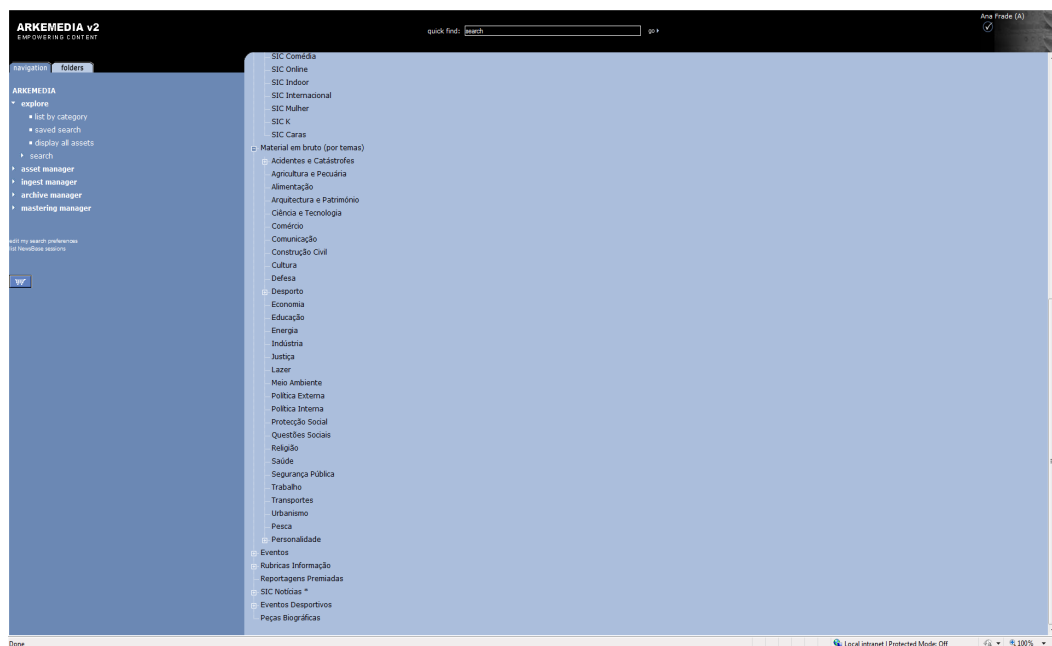 ARKEMEDIA v2
EMPOWERING CONTENT
quick find: search go
Ana Frade (A)
navigation folders
ARKEMEDIA
explore
list by category
saved search
display all assets
search
asset manager
ingest manager
archive manager
mastering manager
edit my search preferences
list NewsBase sessions
SIC Comédia
SIC Online
SIC Indoor
SIC Internacional
SIC Mulher
SIC K
SIC Caras
Material em bruto (por temas)
Acidentes e Catástrofes
Agricultura e Pecuária
Alimentação
Arquitectura e Património
Ciência e Tecnologia
Comércio
Comunicação
Construção Civil
Cultura
Defesa
Desporto
Economia
Educação
Energia
Indústria
Justiça
Lazer
Meio Ambiente
Política Externa
Política Interna
Protecção Social
Questões Sociais
Religião
Saúde
Segurança Pública
Trabalho
Transportes
Urbanismo
Pesca
Personalidade
Eventos
Rubricas Informação
Reportagens Premiadas
SIC Notícias *
Eventos Desportivos
Peças Biográficas
Done
Local intranet | Protected Mode: Off
100%